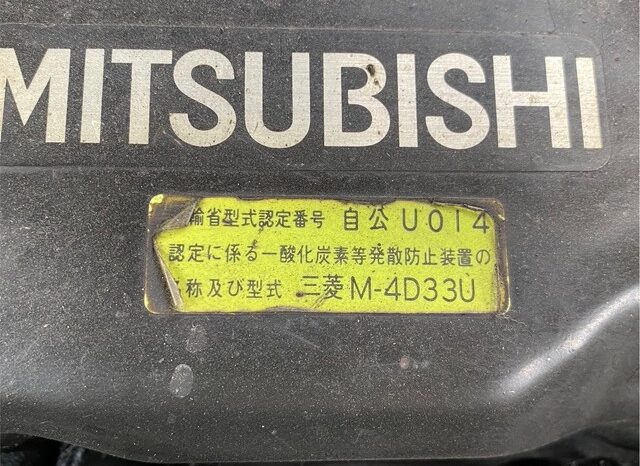 MITSUBISHI
省型式認定番号 自公U014
認定に係る一酸化炭素等発散防止装置の
称及び型式 三菱M-4D33U